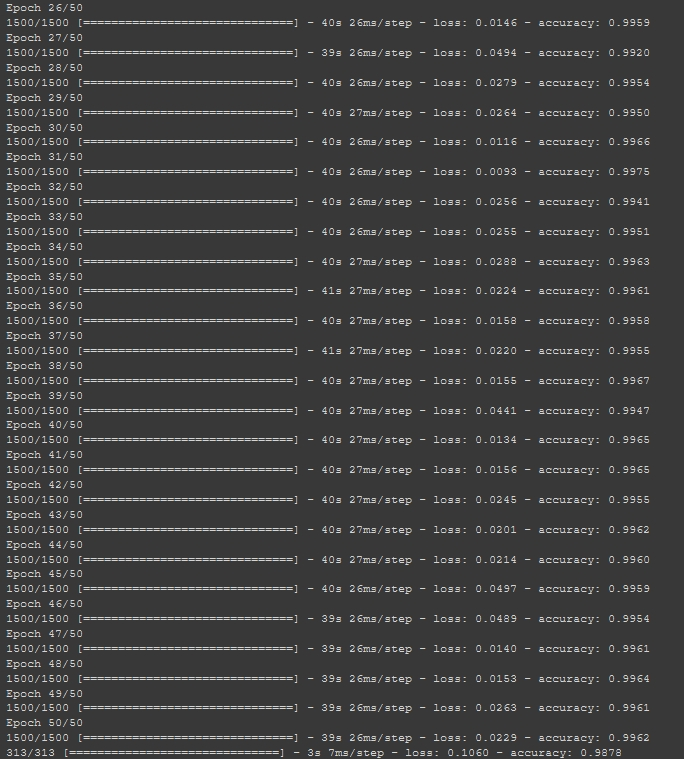 Epoch 26/50
1500/1500 [==============================] - 40s 26ms/step - loss: 0.0146 - accuracy: 0.9959
Epoch 27/50
1500/1500 [==============================] - 39s 26ms/step - loss: 0.0494 - accuracy: 0.9920
Epoch 28/50
1500/1500 [==============================] - 40s 26ms/step - loss: 0.0279 - accuracy: 0.9954
Epoch 29/50
1500/1500 [==============================] - 40s 27ms/step - loss: 0.0264 - accuracy: 0.9950
Epoch 30/50
1500/1500 [==============================] - 40s 26ms/step - loss: 0.0116 - accuracy: 0.9966
Epoch 31/50
1500/1500 [==============================] - 40s 26ms/step - loss: 0.0093 - accuracy: 0.9975
Epoch 32/50
1500/1500 [==============================] - 40s 26ms/step - loss: 0.0256 - accuracy: 0.9941
Epoch 33/50
1500/1500 [==============================] - 40s 26ms/step - loss: 0.0255 - accuracy: 0.9951
Epoch 34/50
1500/1500 [==============================] - 40s 27ms/step - loss: 0.0288 - accuracy: 0.9963
Epoch 35/50
1500/1500 [==============================] - 41s 27ms/step - loss: 0.0224 - accuracy: 0.9961
Epoch 36/50
1500/1500 [==============================] - 40s 27ms/step - loss: 0.0158 - accuracy: 0.9958
Epoch 37/50
1500/1500 [==============================] - 41s 27ms/step - loss: 0.0220 - accuracy: 0.9955
Epoch 38/50
1500/1500 [==============================] - 40s 27ms/step - loss: 0.0155 - accuracy: 0.9967
Epoch 39/50
1500/1500 [==============================] - 40s 27ms/step - loss: 0.0441 - accuracy: 0.9947
Epoch 40/50
1500/1500 [==============================] - 40s 27ms/step - loss: 0.0134 - accuracy: 0.9965
Epoch 41/50
1500/1500 [==============================] - 40s 27ms/step - loss: 0.0156 - accuracy: 0.9965
Epoch 42/50
1500/1500 [==============================] - 40s 27ms/step - loss: 0.0245 - accuracy: 0.9955
Epoch 43/50
1500/1500 [==============================] - 40s 27ms/step - loss: 0.0201 - accuracy: 0.9962
Epoch 44/50
1500/1500 [==============================] - 40s 27ms/step - loss: 0.0214 - accuracy: 0.9960
Epoch 45/50
1500/1500 [==============================] - 40s 26ms/step - loss: 0.0497 - accuracy: 0.9959
Epoch 46/50
1500/1500 [==============================] - 39s 26ms/step - loss: 0.0489 - accuracy: 0.9954
Epoch 47/50
1500/1500 [==============================] - 39s 26ms/step - loss: 0.0140 - accuracy: 0.9961
Epoch 48/50
1500/1500 [==============================] - 39s 26ms/step - loss: 0.0153 - accuracy: 0.9964
Epoch 49/50
1500/1500 [==============================] - 39s 26ms/step - loss: 0.0263 - accuracy: 0.9961
Epoch 50/50
1500/1500 [==============================] - 39s 26ms/step - loss: 0.0229 - accuracy: 0.9962
313/313 [==============================] - 3s 7ms/step - loss: 0.1060 - accuracy: 0.9878